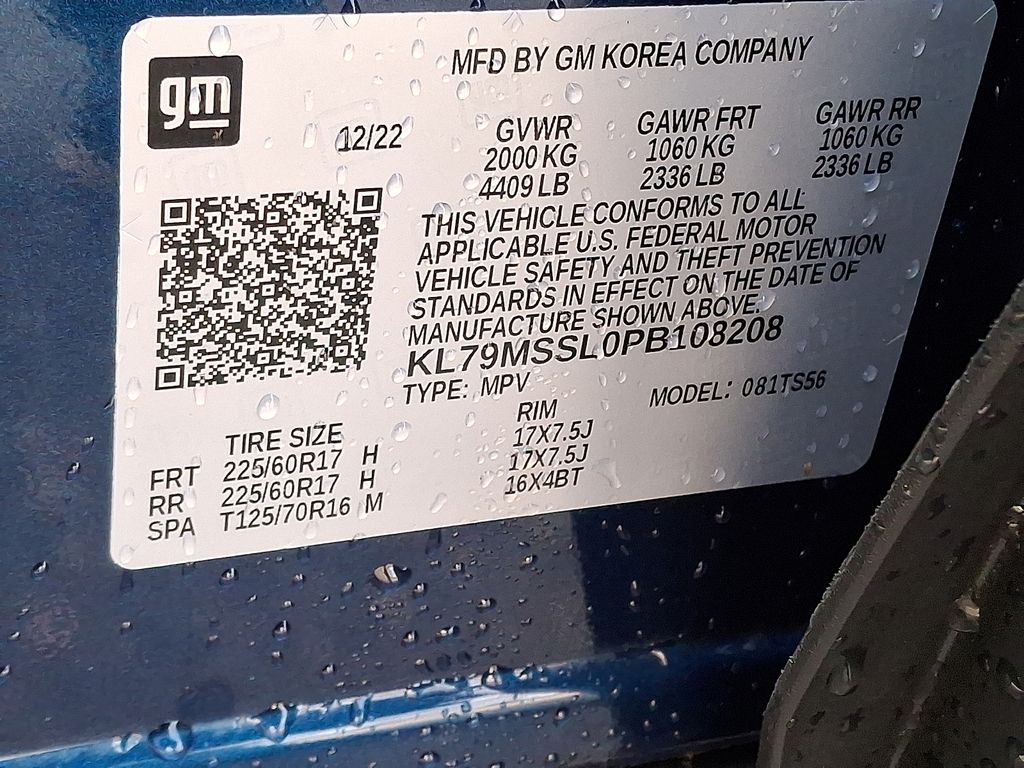 gm
MFD BY GM KOREA COMPANY
12/22
GVWR
2000 KG
4409 LB
GAWR FRT
1060 KG
2336 LB
GAWR RR
1060 KG
2336 LB
THIS VEHICLE CONFORMS TO ALL
APPLICABLE U.S. FEDERAL MOTOR
VEHICLE SAFETY AND THEFT PREVENTION
STANDARDS IN EFFECT ON THE DATE OF
MANUFACTURE SHOWN ABOVE.
KL79MSSL0PB108208
TYPE: MPV MODEL: 081TS56
TIRE SIZE RIM
FRT 225/60R17 H 17X7.5J
RR 225/60R17 H 17X7.5J
SPA T125/70R16 M 16X4BT